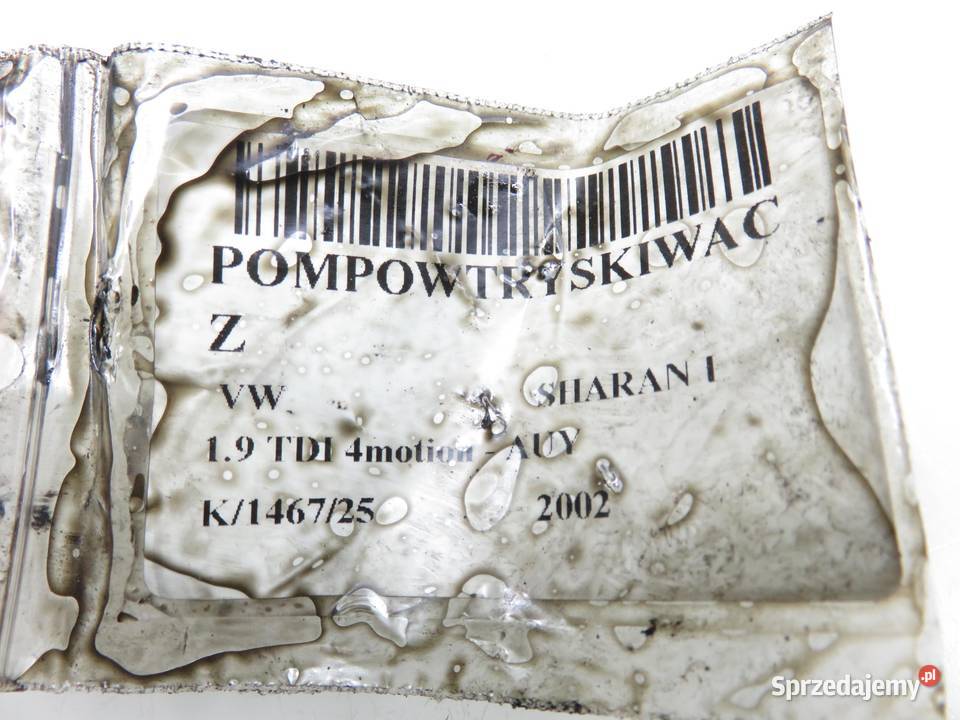 POMPOWTRYSKIWAC
Z
VW SHARAN I
1.9 TDI 4motion - AUY
K/1467/25 2002
Sprzedajemy.pl